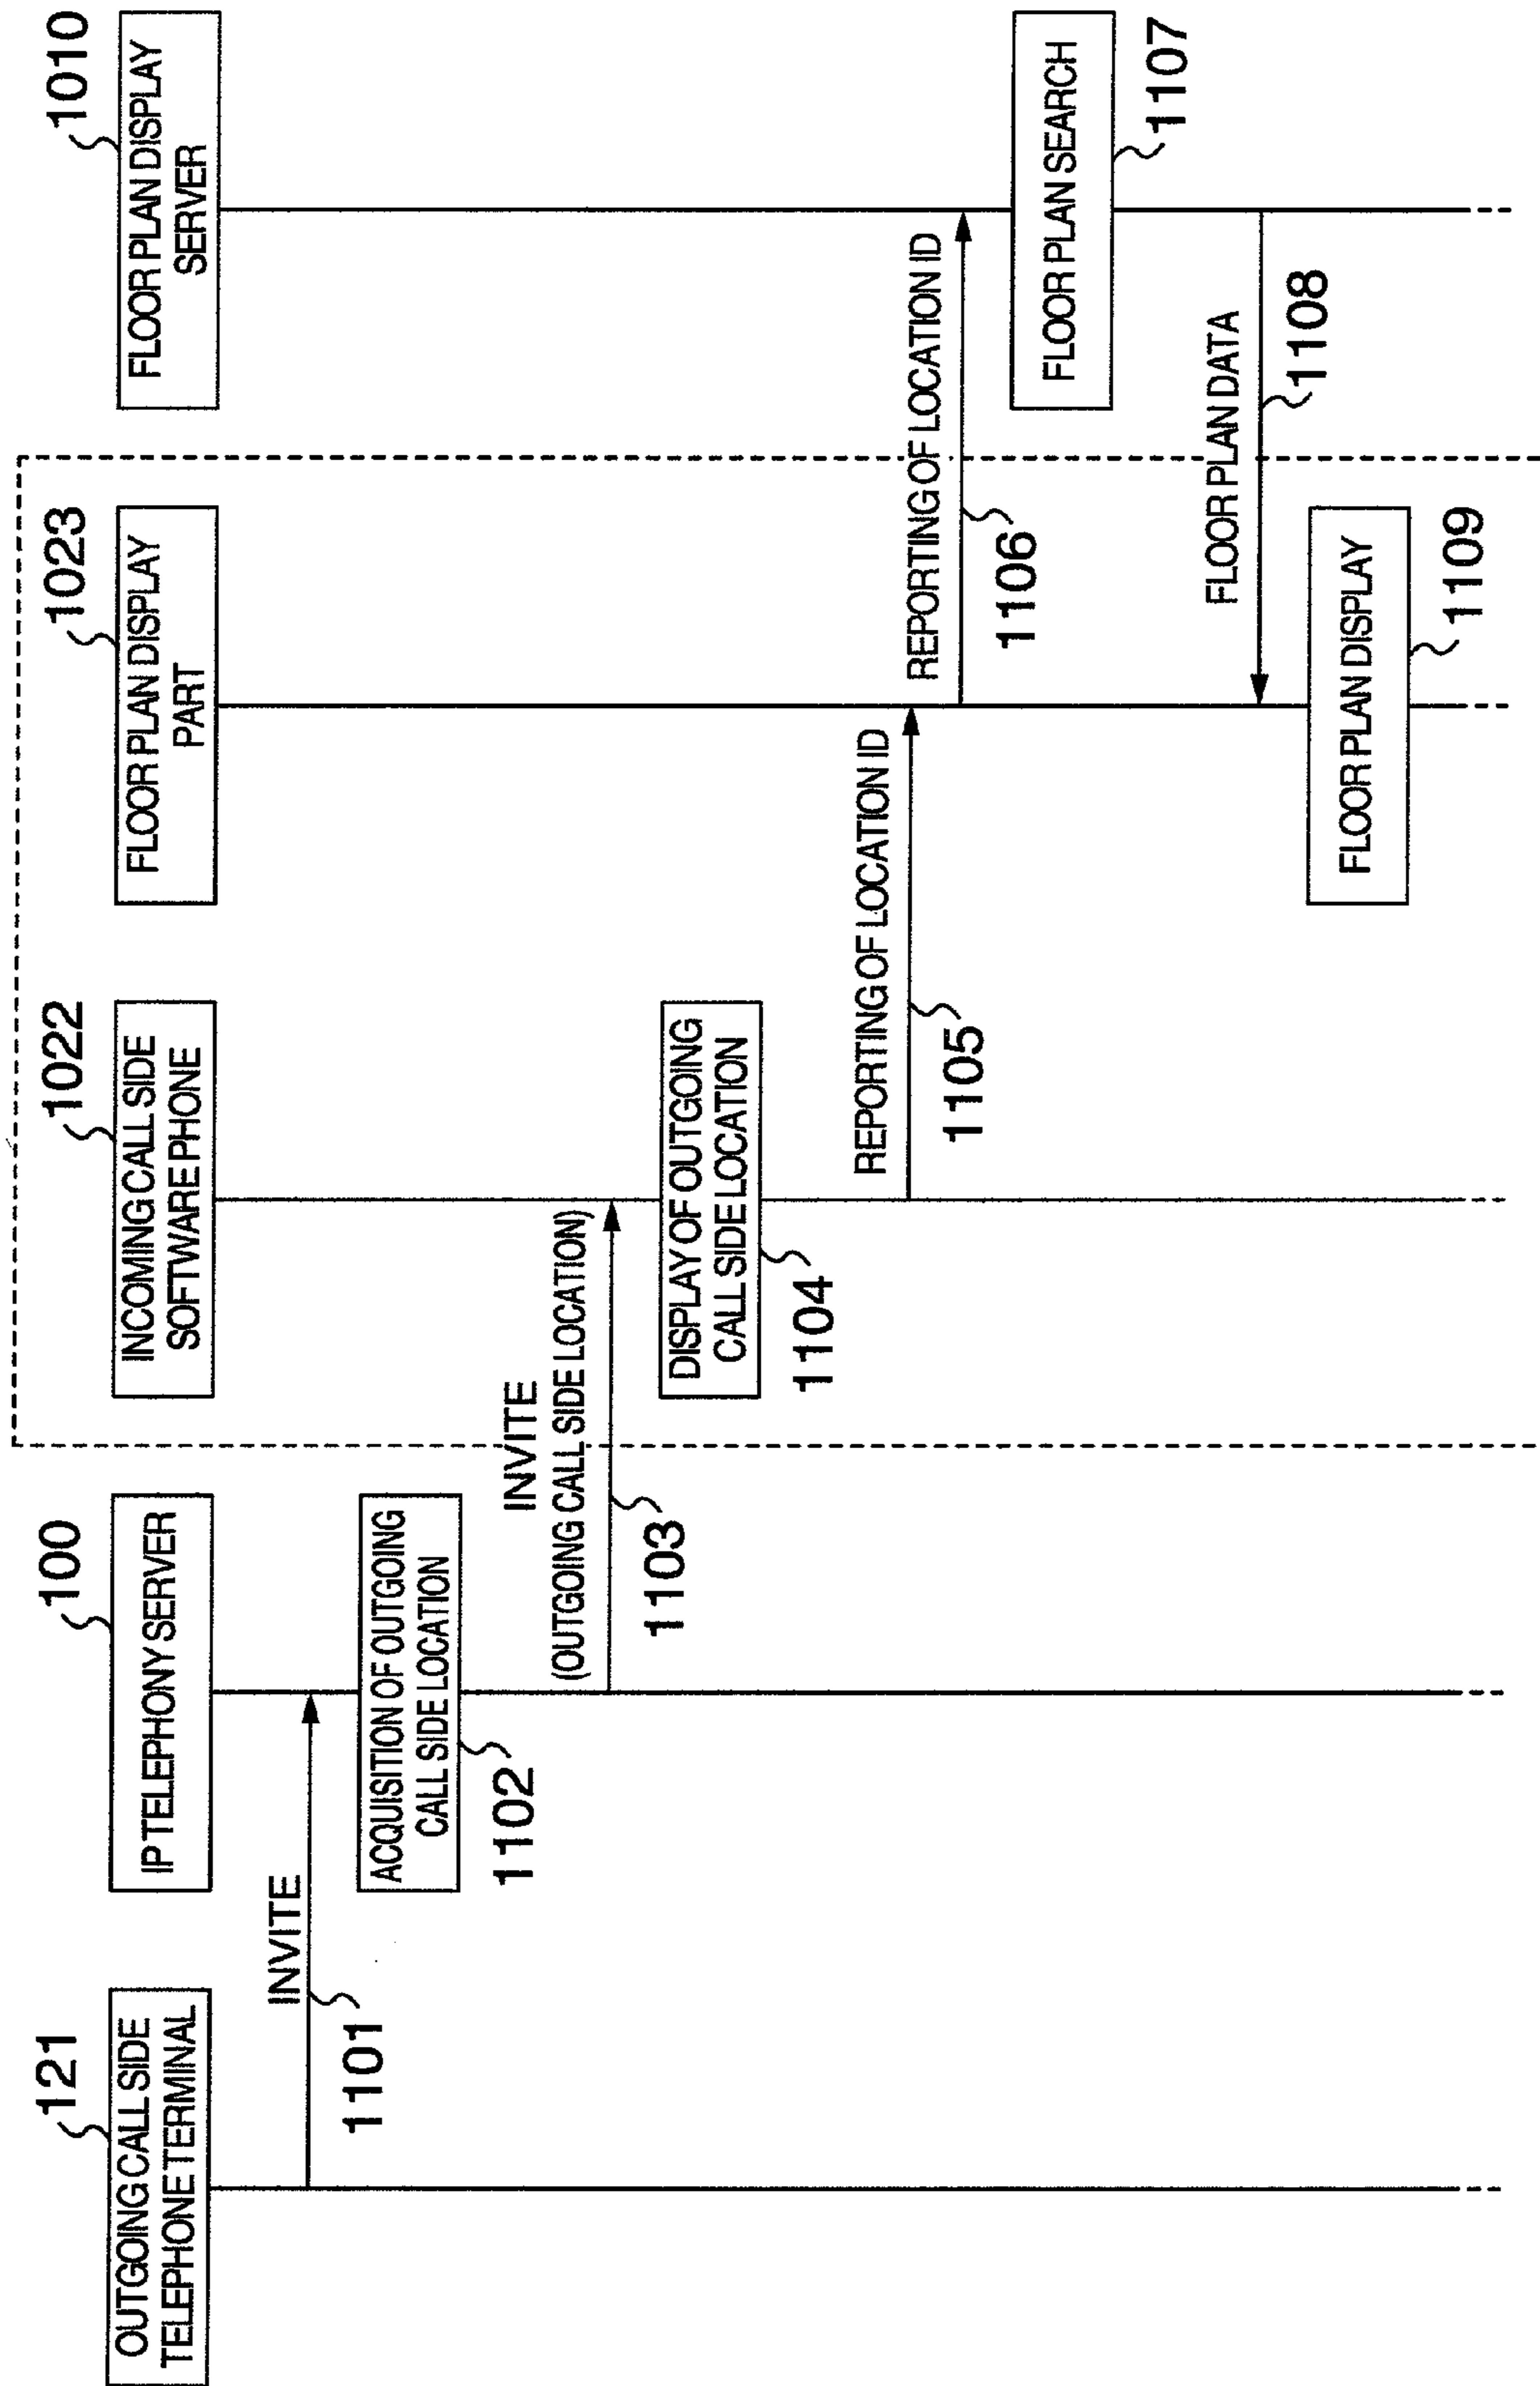 121
OUTGOING CALL SIDE
TELEPHONE TERMINAL
100
IP TELEPHONY SERVER
1022
INCOMING CALL SIDE
SOFTWARE PHONE
1023
FLOOR PLAN DISPLAY
PART
1010
FLOOR PLAN DISPLAY
SERVER
INVITE
1101
ACQUISITION OF OUTGOING
CALL SIDE LOCATION
1102
INVITE
(OUTGOING CALL SIDE LOCATION)
1103
DISPLAY OF OUTGOING
CALL SIDE LOCATION
1104
REPORTING OF LOCATION ID
1105
REPORTING OF LOCATION ID
1106
FLOOR PLAN SEARCH
1107
FLOOR PLAN DATA
1108
FLOOR PLAN DISPLAY
1109